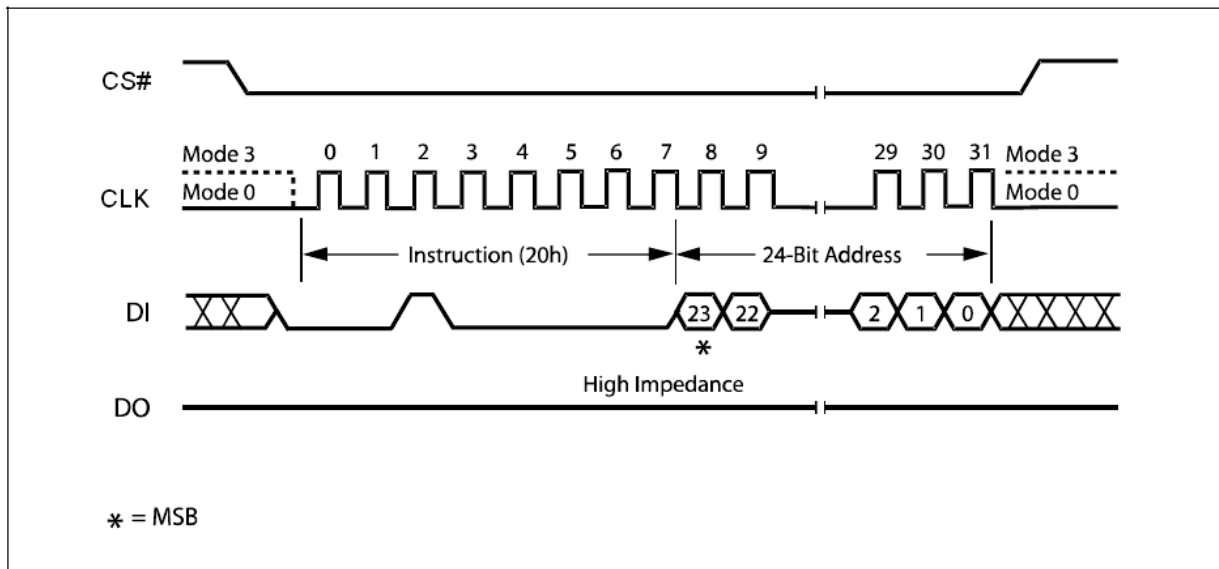 CS#
Mode 3 0 1 2 3 4 5 6 7 8 9 29 30 31 Mode 3
CLK Mode 0 Mode 0
Instruction (20h) 24-Bit Address
DI 23 22 2 1 0
*
High Impedance
DO
* = MSB